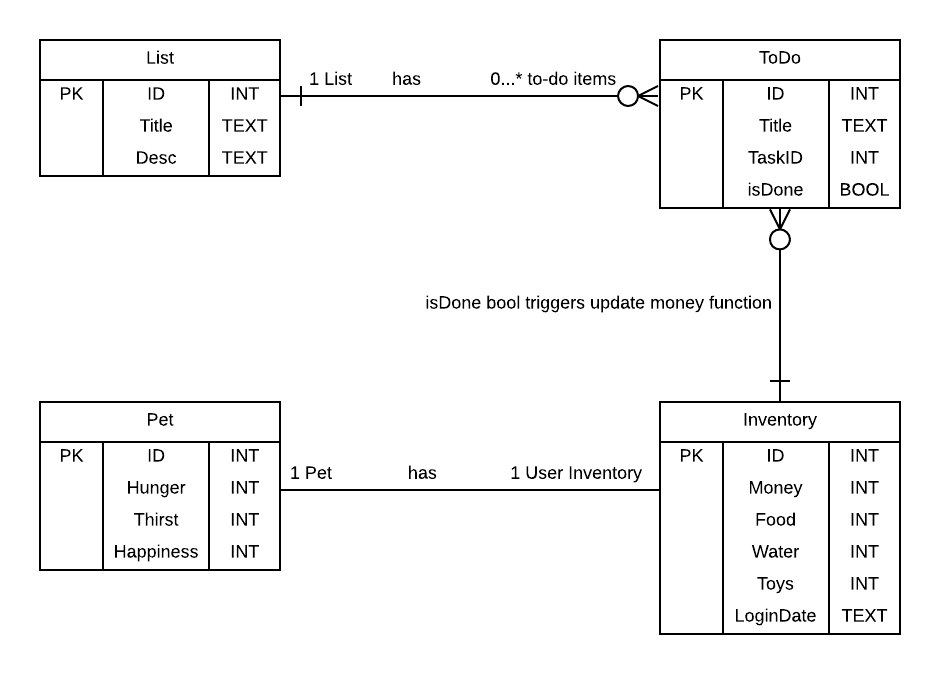 List
PK ID INT
Title TEXT
Desc TEXT
1 List has 0...* to-do items
ToDo
PK ID INT
Title TEXT
TaskID INT
isDone BOOL
isDone bool triggers update money function
Pet
PK ID INT
Hunger INT
Thirst INT
Happiness INT
1 Pet has 1 User Inventory
Inventory
PK ID INT
Money INT
Food INT
Water INT
Toys INT
LoginDate TEXT